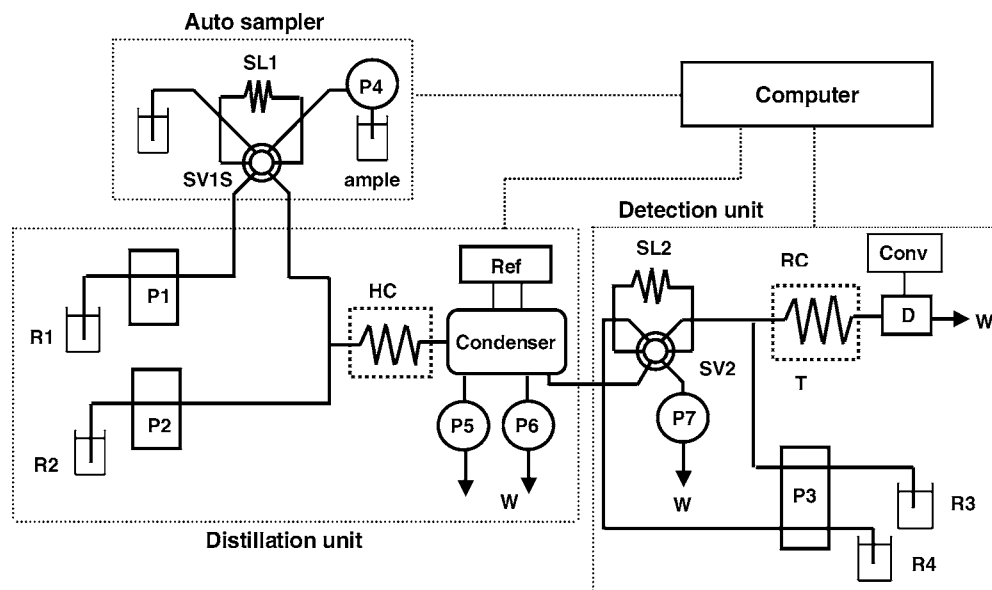 Auto sampler
SL1
P4
Computer
SV1S
ample
Detection unit
SL2
RC
Conv
Ref
P1
HC
D
W
R1
Condenser
SV2
T
P2
P5
P6
P7
R2
W
W
P3
R3
Distillation unit
R4